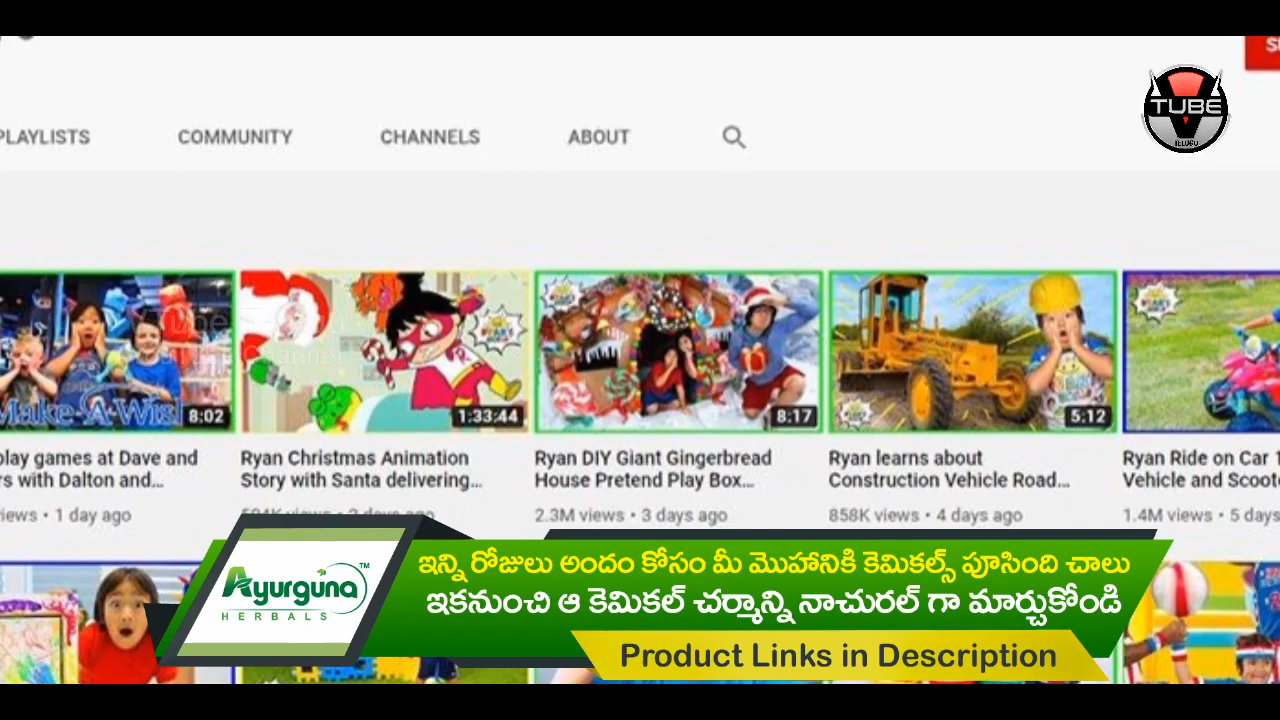 PLAYLISTS COMMUNITY CHANNELS ABOUT
TUBE
TELUGU
8:02
1:33:44
8:17
5:12
play games at Dave and
rs with Dalton and...
iews • 1 day ago
Ryan Christmas Animation
Story with Santa delivering...
Ryan DIY Giant Gingerbread
House Pretend Play Box...
2.3M views • 3 days ago
Ryan learns about
Construction Vehicle Road...
858K views • 4 days ago
Ryan Ride on Car
Vehicle and Scoot
1.4M views • 5 days
Ayurguna™
HERBALS
ఇన్ని రోజులు అందం కోసం మీ మొహానికి కెమికల్స్ పూసింది చాలు
ఇకనుంచి ఆ కెమికల్ చర్మాన్ని నాచురల్ గా మార్చుకోండి
Product Links in Description